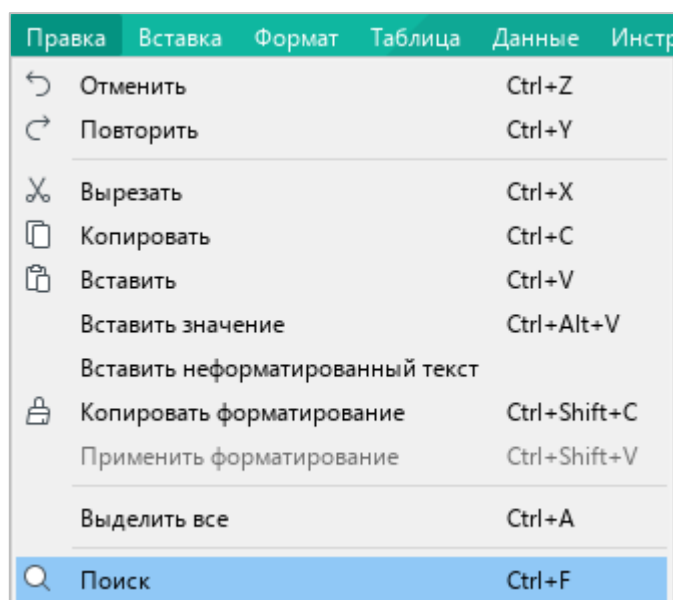 Правка Вставка Формат Таблица Данные Инстр
Отменить Ctrl+Z
Повторить Ctrl+Y
Вырезать Ctrl+X
Копировать Ctrl+C
Вставить Ctrl+V
Вставить значение Ctrl+Alt+V
Вставить неформатированный текст
Копировать форматирование Ctrl+Shift+C
Применить форматирование Ctrl+Shift+V
Выделить все Ctrl+A
Поиск Ctrl+F